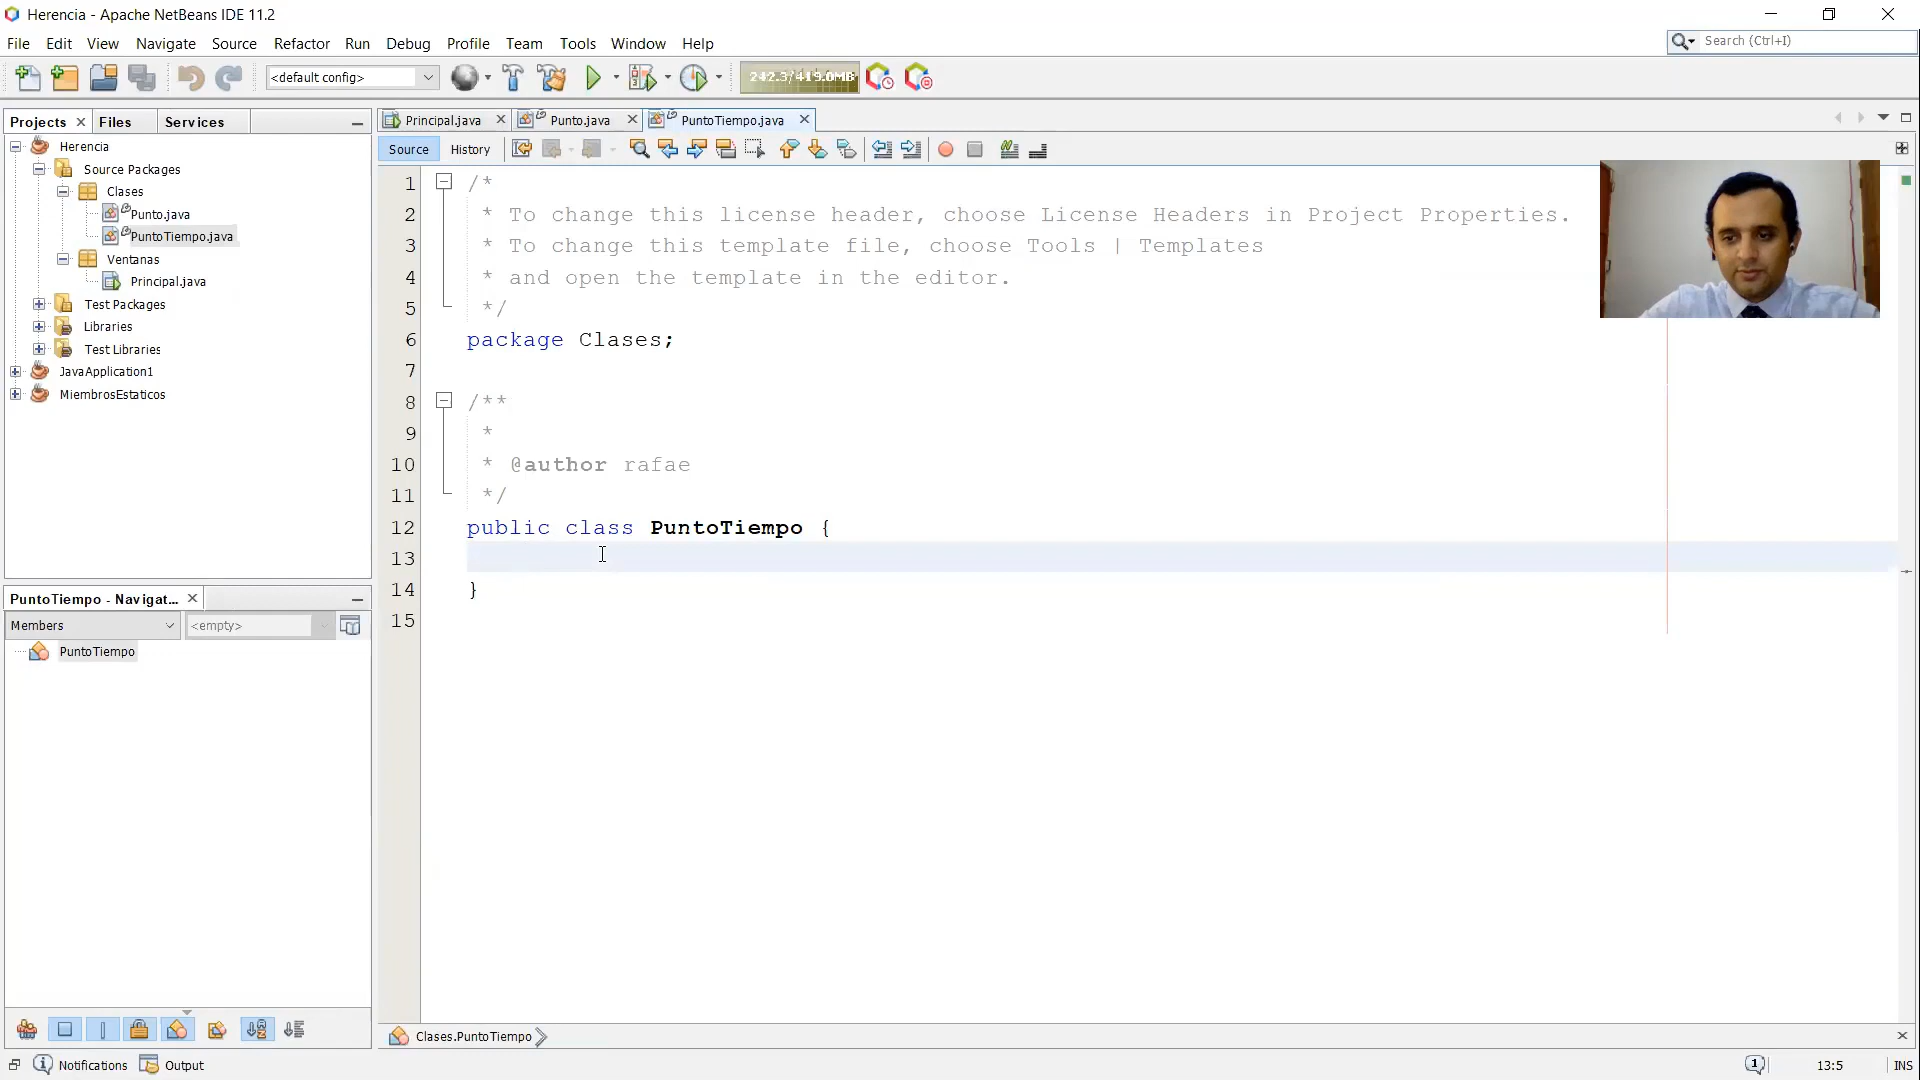 Herencia - Apache NetBeans IDE 11.2
File Edit View Navigate Source Refactor Run Debug Profile Team Tools Window Help
Search (Ctrl+I)
<default config>
242.3/419.0MB
Projects Files Services
Herencia
Source Packages
Clases
Punto.java
PuntoTiempo.java
Ventanas
Principal.java
Test Packages
Libraries
Test Libraries
JavaApplication1
MiembrosEstaticos
Principal.java Punto.java PuntoTiempo.java
Source History
1 /*
2 * To change this license header, choose License Headers in Project Properties.
3 * To change this template file, choose Tools | Templates
4 * and open the template in the editor.
5 */
6 package Clases;
7
8 /**
9 *
10 * @author rafae
11 */
12 public class PuntoTiempo {
13
14 }
15
PuntoTiempo - Navigat...
Members <empty>
PuntoTiempo
Clases.PuntoTiempo
Notifications Output
1 13:5 INS